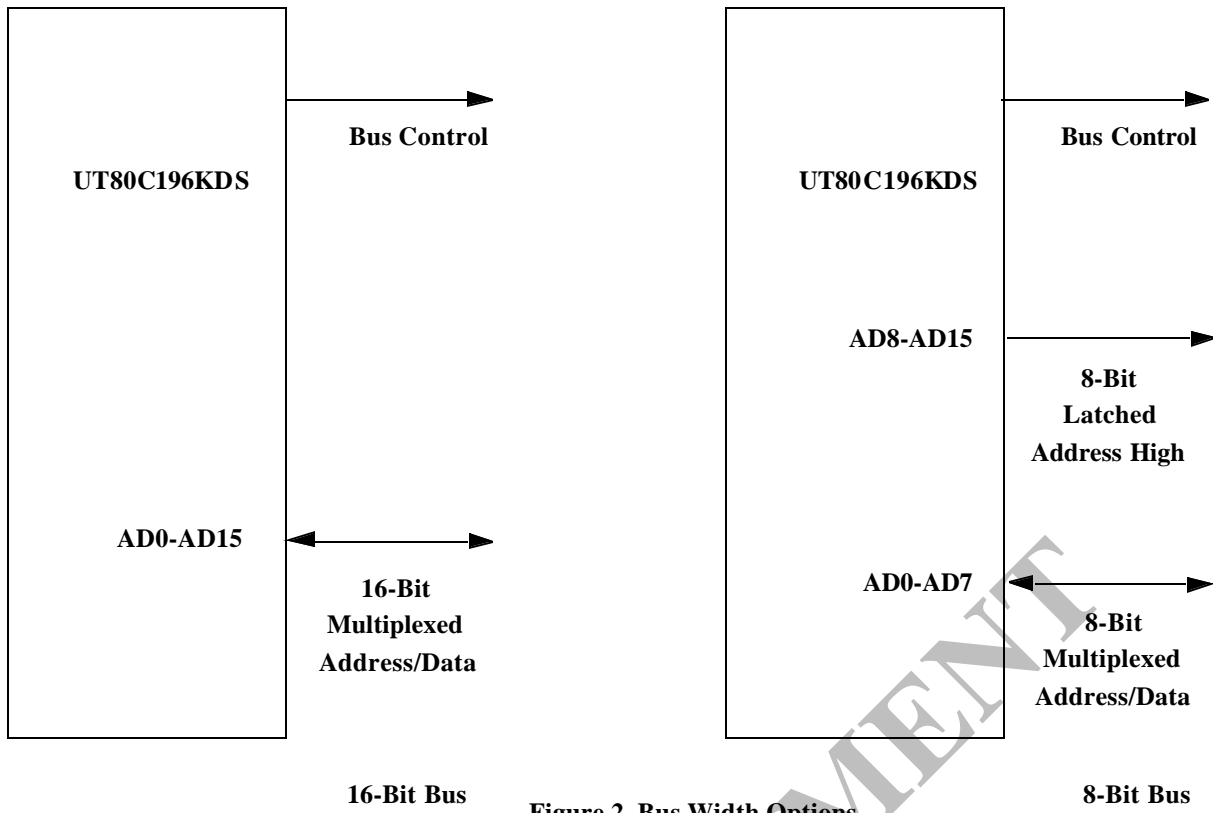 Bus Control
UT80C196KDS
AD0-AD15
16-Bit
Multiplexed
Address/Data
16-Bit Bus
Bus Control
UT80C196KDS
AD8-AD15
8-Bit
Latched
Address High
AD0-AD7
8-Bit
Multiplexed
Address/Data
8-Bit Bus
Figure 2. Bus Width Options
MENT